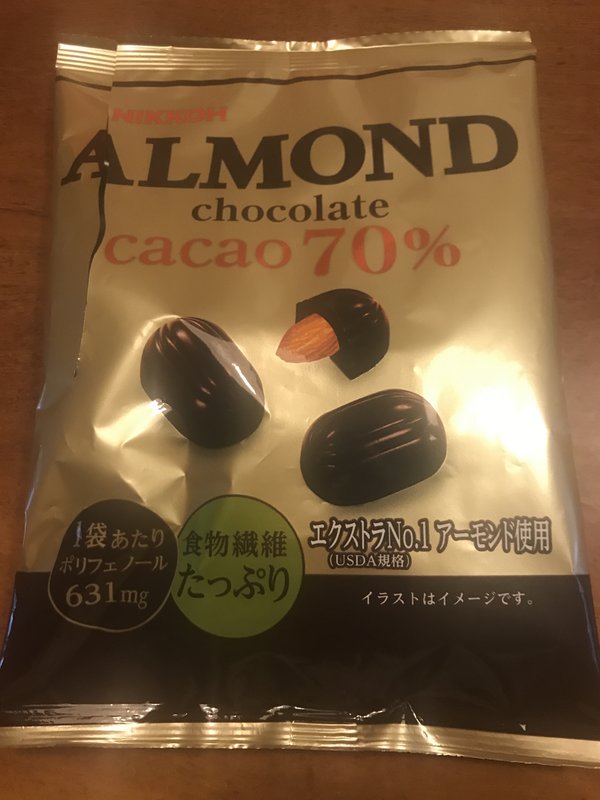 NIKKOH
ALMOND
chocolate
cacao 70%
1袋あたり
ポリフェノール
631mg
食物繊維
たっぷり
エクストラNo.1 アーモンド使用
(USDA規格)
イラストはイメージです。